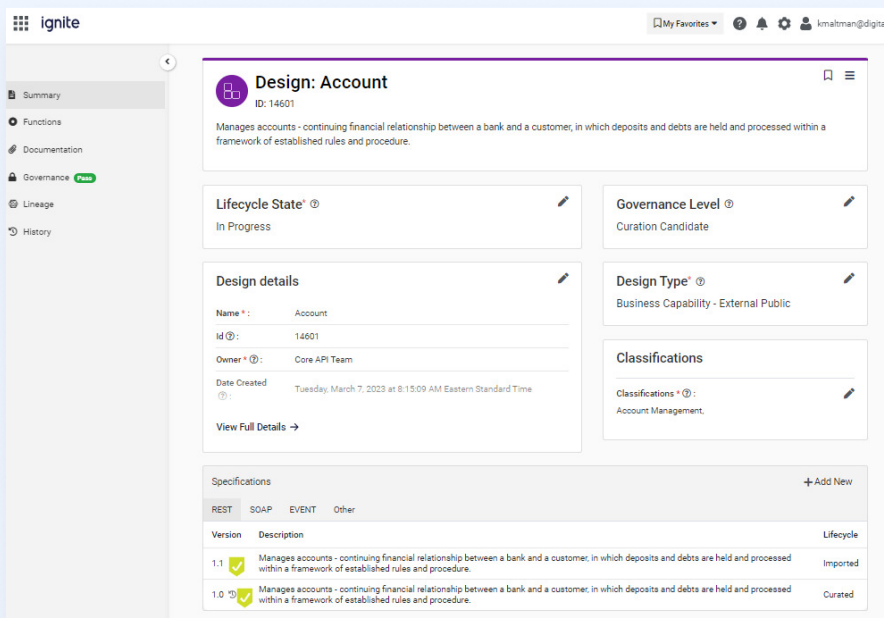 ignite
My Favorites
kmaltman@digita
Summary
Functions
Documentation
Governance Pass
Lineage
History
Design: Account
ID: 14601
Manages accounts - continuing financial relationship between a bank and a customer, in which deposits and debts are held and processed within a
framework of established rules and procedure.
Lifecycle State*
In Progress
Governance Level
Curation Candidate
Design details
Name * : Account
Id : 14601
Owner * : Core API Team
Date Created
: Tuesday, March 7, 2023 at 8:15:09 AM Eastern Standard Time
View Full Details →
Design Type*
Business Capability - External Public
Classifications
Classifications * :
Account Management,
Specifications
+ Add New
REST SOAP EVENT Other
Version Description Lifecycle
1.1 Manages accounts - continuing financial relationship between a bank and a customer, in which deposits and debts are held and processed Imported
within a framework of established rules and procedure.
1.0 Manages accounts - continuing financial relationship between a bank and a customer, in which deposits and debts are held and processed Curated
within a framework of established rules and procedure.